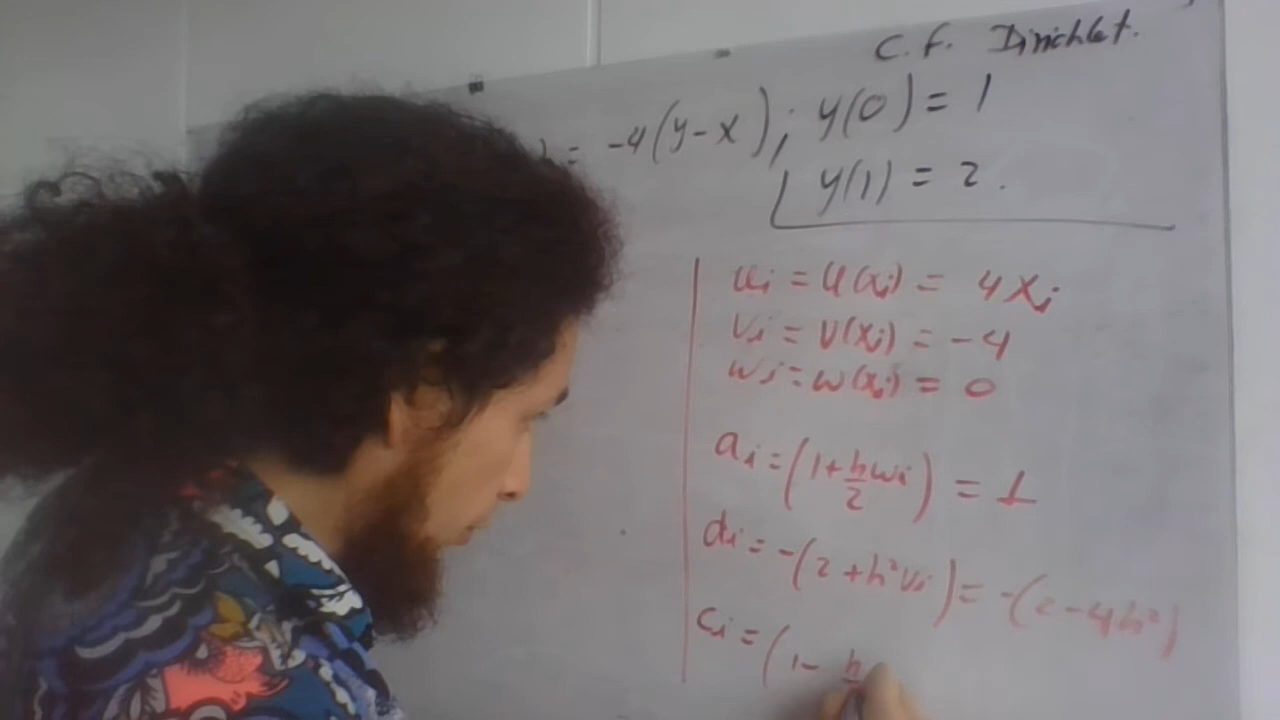 C.F. Dirichlet.
= -4(y-x); y(0) = 1
y(1) = 2.
ui = u(xi) = 4xi
vi = v(xi) = -4
wi = w(xi) = 0
ai = (1 + h/2 wi) = 1
di = -(2 + h²vi) = -(2 - 4h²)
ci = (1 - h